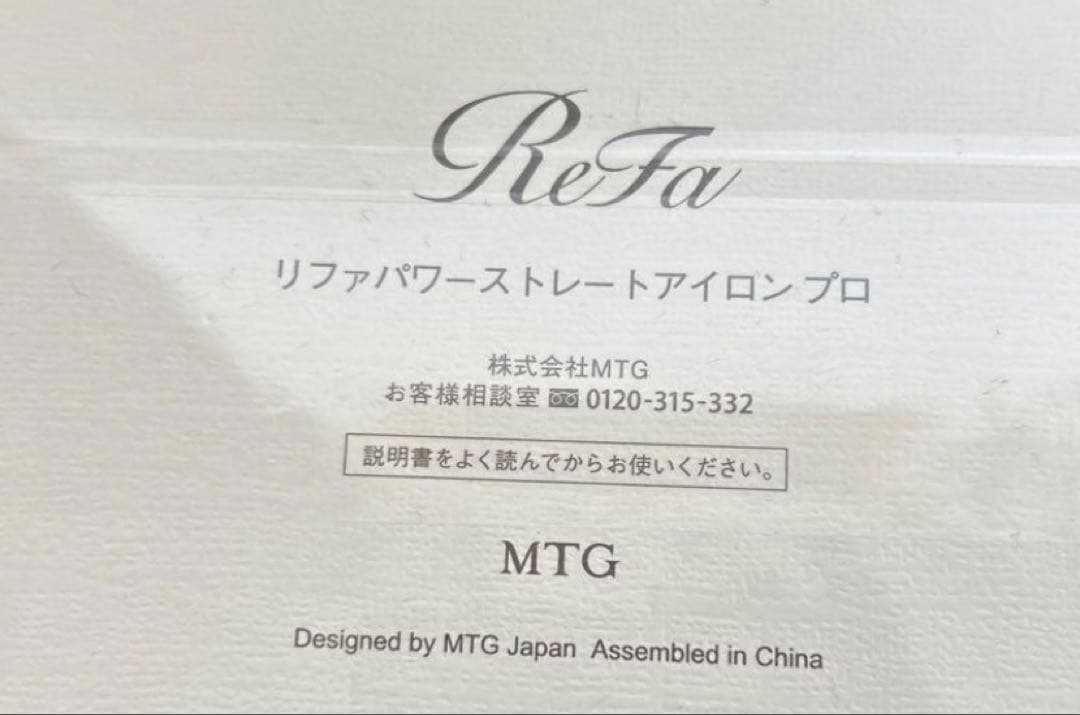 ReFa
リファパワーストレートアイロン プロ
株式会社MTG
お客様相談室 0120-315-332
説明書をよく読んでからお使いください。
MTG
Designed by MTG Japan Assembled in China